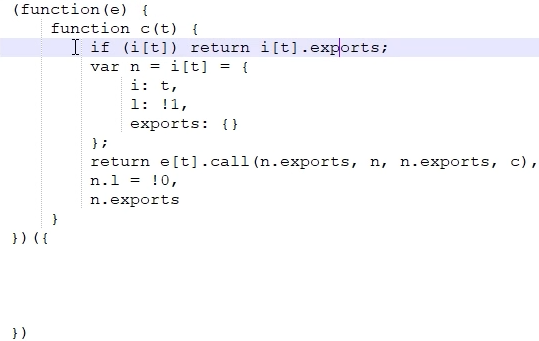 (function(e) {
function c(t) {
if (i[t]) return i[t].exports;
var n = i[t] = {
i: t,
l: !1,
exports: {}
};
return e[t].call(n.exports, n, n.exports, c),
n.l = !0,
n.exports
}
})({
})